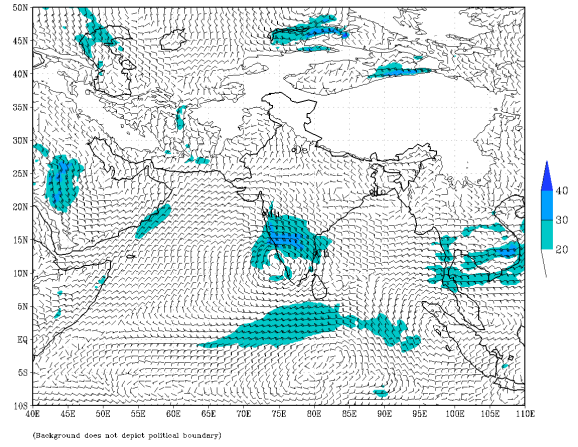 50N
45N
40N
35N
30N
25N
20N
15N
10N
5N
EQ
5S
10S
40E 45E 50E 55E 60E 65E 70E 75E 80E 85E 90E 95E 100E 105E 110E
40
30
20
(Background does not depict political boundary)